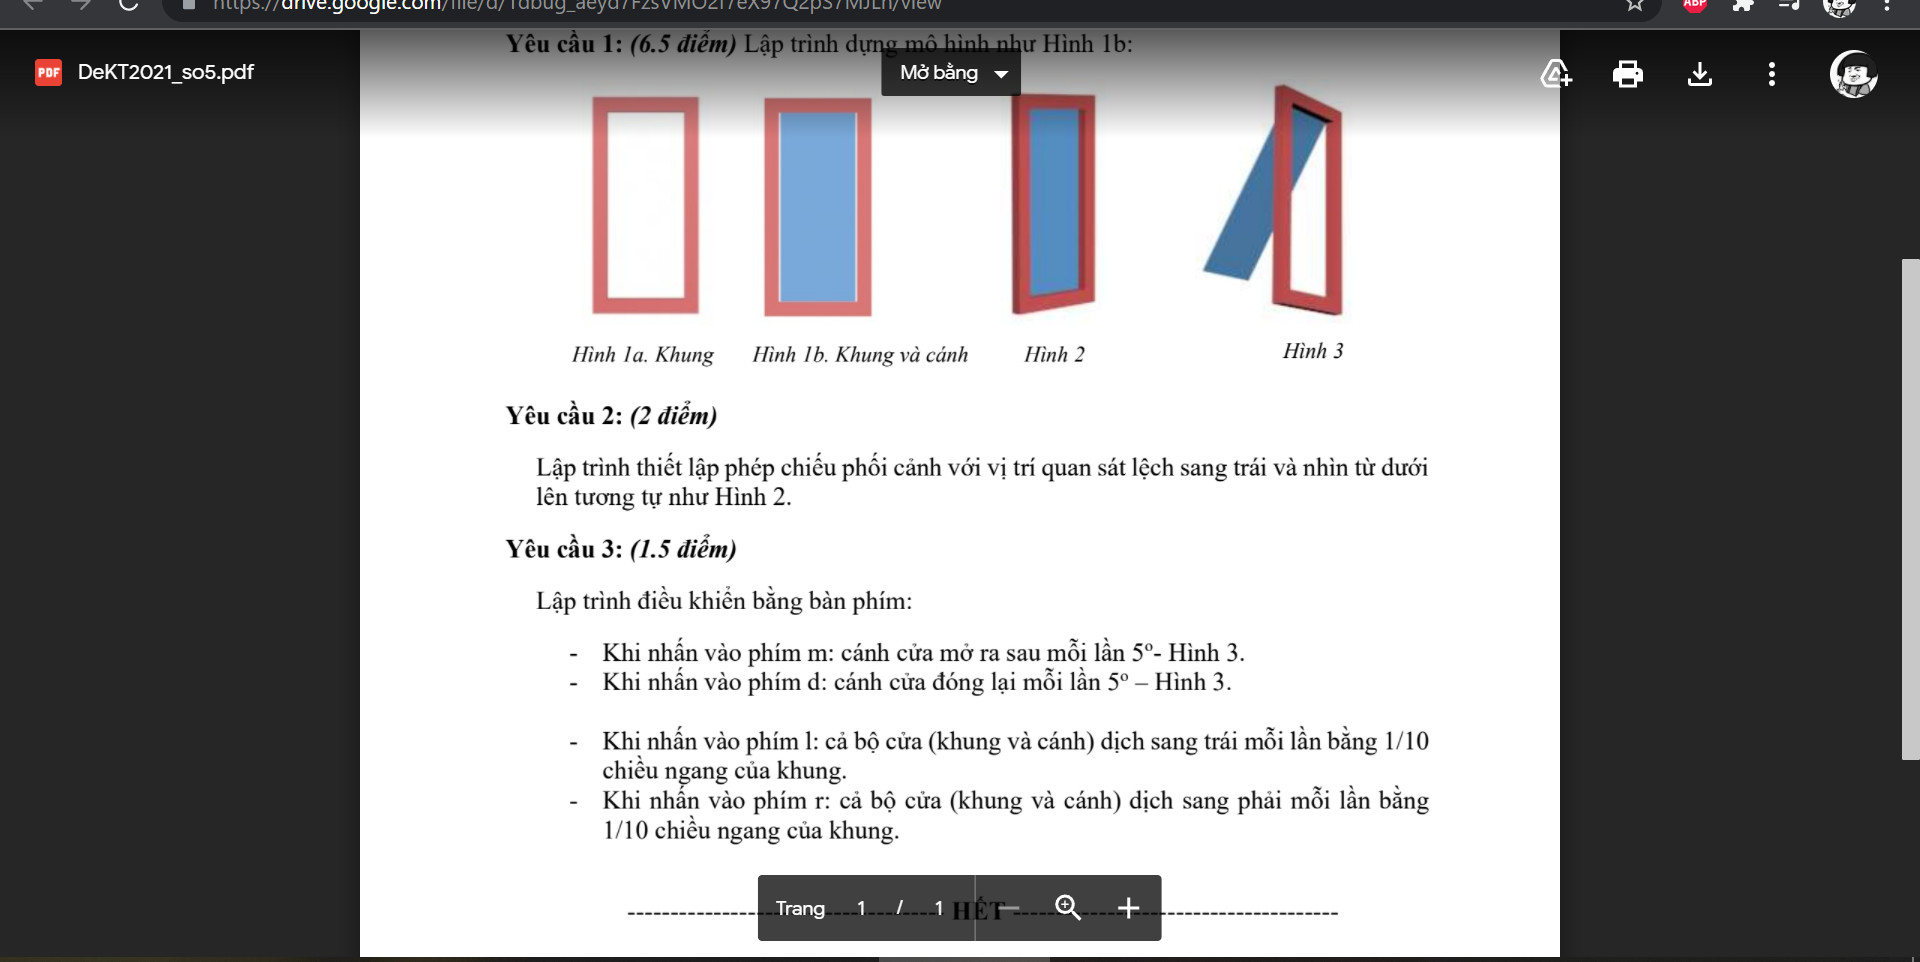 https://drive.google.com/file/d/1dbug_aeyd7FzsVMO2f7eX97Q2pS7MJLh/view
ABP
Yêu cầu 1: (6.5 điểm) Lập trình dựng mô hình như Hình 1b:
PDF DeKT2021_so5.pdf
Mở bằng
Hình 1a. Khung
Hình 1b. Khung và cánh
Hình 2
Hình 3
Yêu cầu 2: (2 điểm)
Lập trình thiết lập phép chiếu phối cảnh với vị trí quan sát lệch sang trái và nhìn từ dưới
lên tương tự như Hình 2.
Yêu cầu 3: (1.5 điểm)
Lập trình điều khiển bằng bàn phím:
- Khi nhấn vào phím m: cánh cửa mở ra sau mỗi lần 5º- Hình 3.
- Khi nhấn vào phím d: cánh cửa đóng lại mỗi lần 5º – Hình 3.
- Khi nhấn vào phím l: cả bộ cửa (khung và cánh) dịch sang trái mỗi lần bằng 1/10
chiều ngang của khung.
- Khi nhấn vào phím r: cả bộ cửa (khung và cánh) dịch sang phải mỗi lần bằng
1/10 chiều ngang của khung.
HẾT
Trang 1 / 1